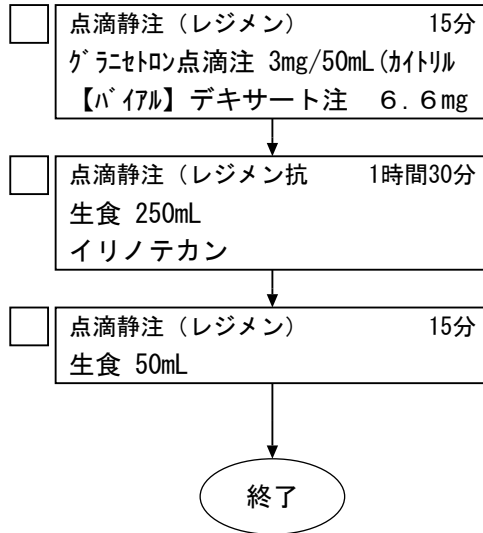 点滴静注（レジメン） 15分
グラニセトロン点滴注 3mg/50mL(カイトリル
【バイアル】デキサート注 ６．６mg
点滴静注（レジメン抗 1時間30分
生食 250mL
イリノテカン
点滴静注（レジメン） 15分
生食 50mL
終了